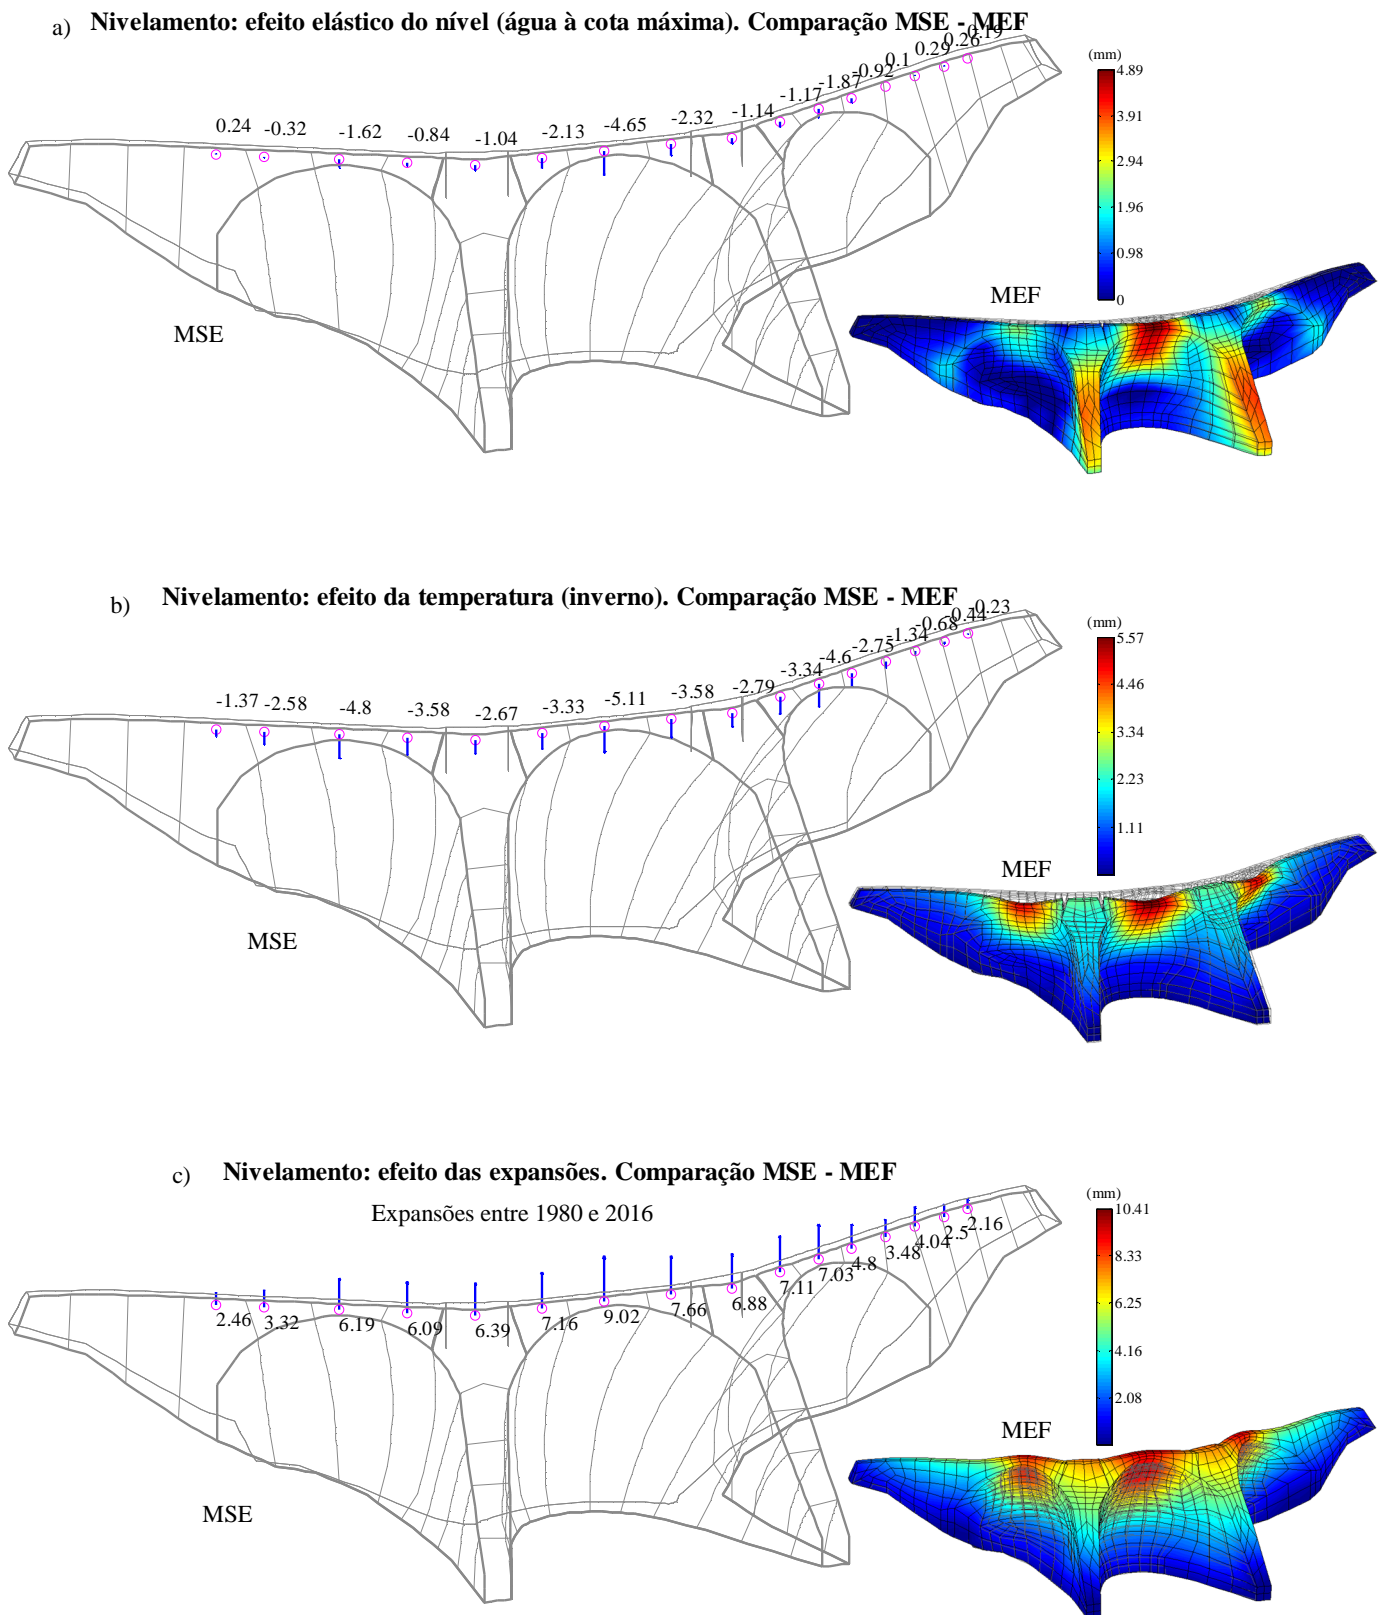 a) Nivelamento: efeito elástico do nível (água à cota máxima). Comparação MSE - MEF
0.24 -0.32 -1.62 -0.84 -1.04 -2.13 -4.65 -2.32 -1.14 -1.17 -1.87 -0.92 0.1 0.29 0.26 0.19
(mm)
4.89
3.91
2.94
1.96
0.98
0
MEF
MSE
b) Nivelamento: efeito da temperatura (inverno). Comparação MSE - MEF
-1.37 -2.58 -4.8 -3.58 -2.67 -3.33 -5.11 -3.58 -2.79 -3.34 -4.6 -2.75 -1.34 -0.68 -0.44 -0.23
(mm)
5.57
4.46
3.34
2.23
1.11
MEF
MSE
c) Nivelamento: efeito das expansões. Comparação MSE - MEF
Expansões entre 1980 e 2016
2.46 3.32 6.19 6.09 6.39 7.16 9.02 7.66 6.88 7.11 7.03 4.8 3.48 4.04 2.5 2.16
(mm)
10.41
8.33
6.25
4.16
2.08
MEF
MSE